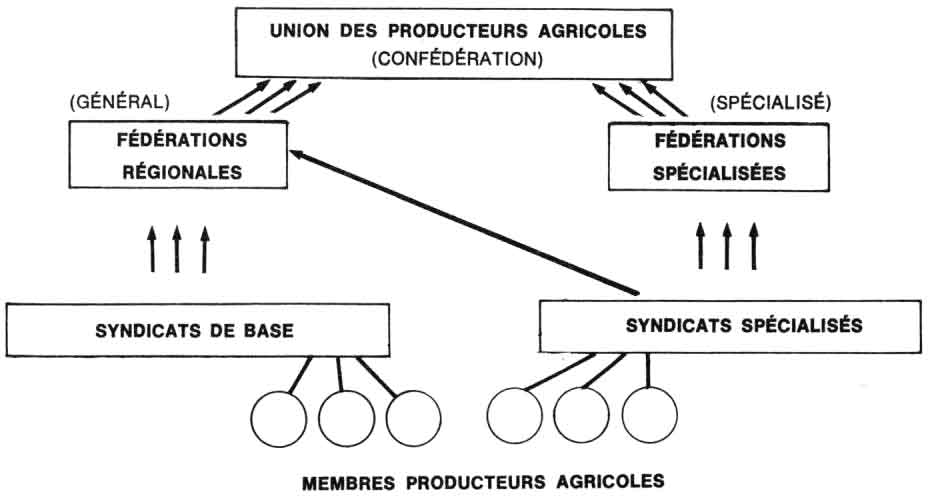 UNION DES PRODUCTEURS AGRICOLES
(CONFÉDÉRATION)
(GÉNÉRAL)
(SPÉCIALISÉ)
FÉDÉRATIONS
RÉGIONALES
FÉDÉRATIONS
SPÉCIALISÉES
SYNDICATS DE BASE
SYNDICATS SPÉCIALISÉS
MEMBRES PRODUCTEURS AGRICOLES